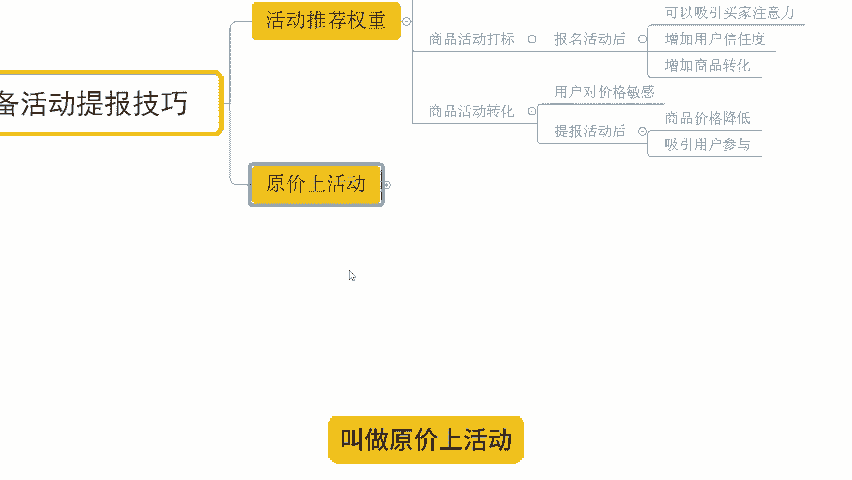 活动推荐权重
商品活动打标
报名活动后
可以吸引买家注意力
增加用户信任度
增加商品转化
商品活动转化
用户对价格敏感
提报活动后
商品价格降低
吸引用户参与
备活动提报技巧
原价上活动
叫做原价上活动